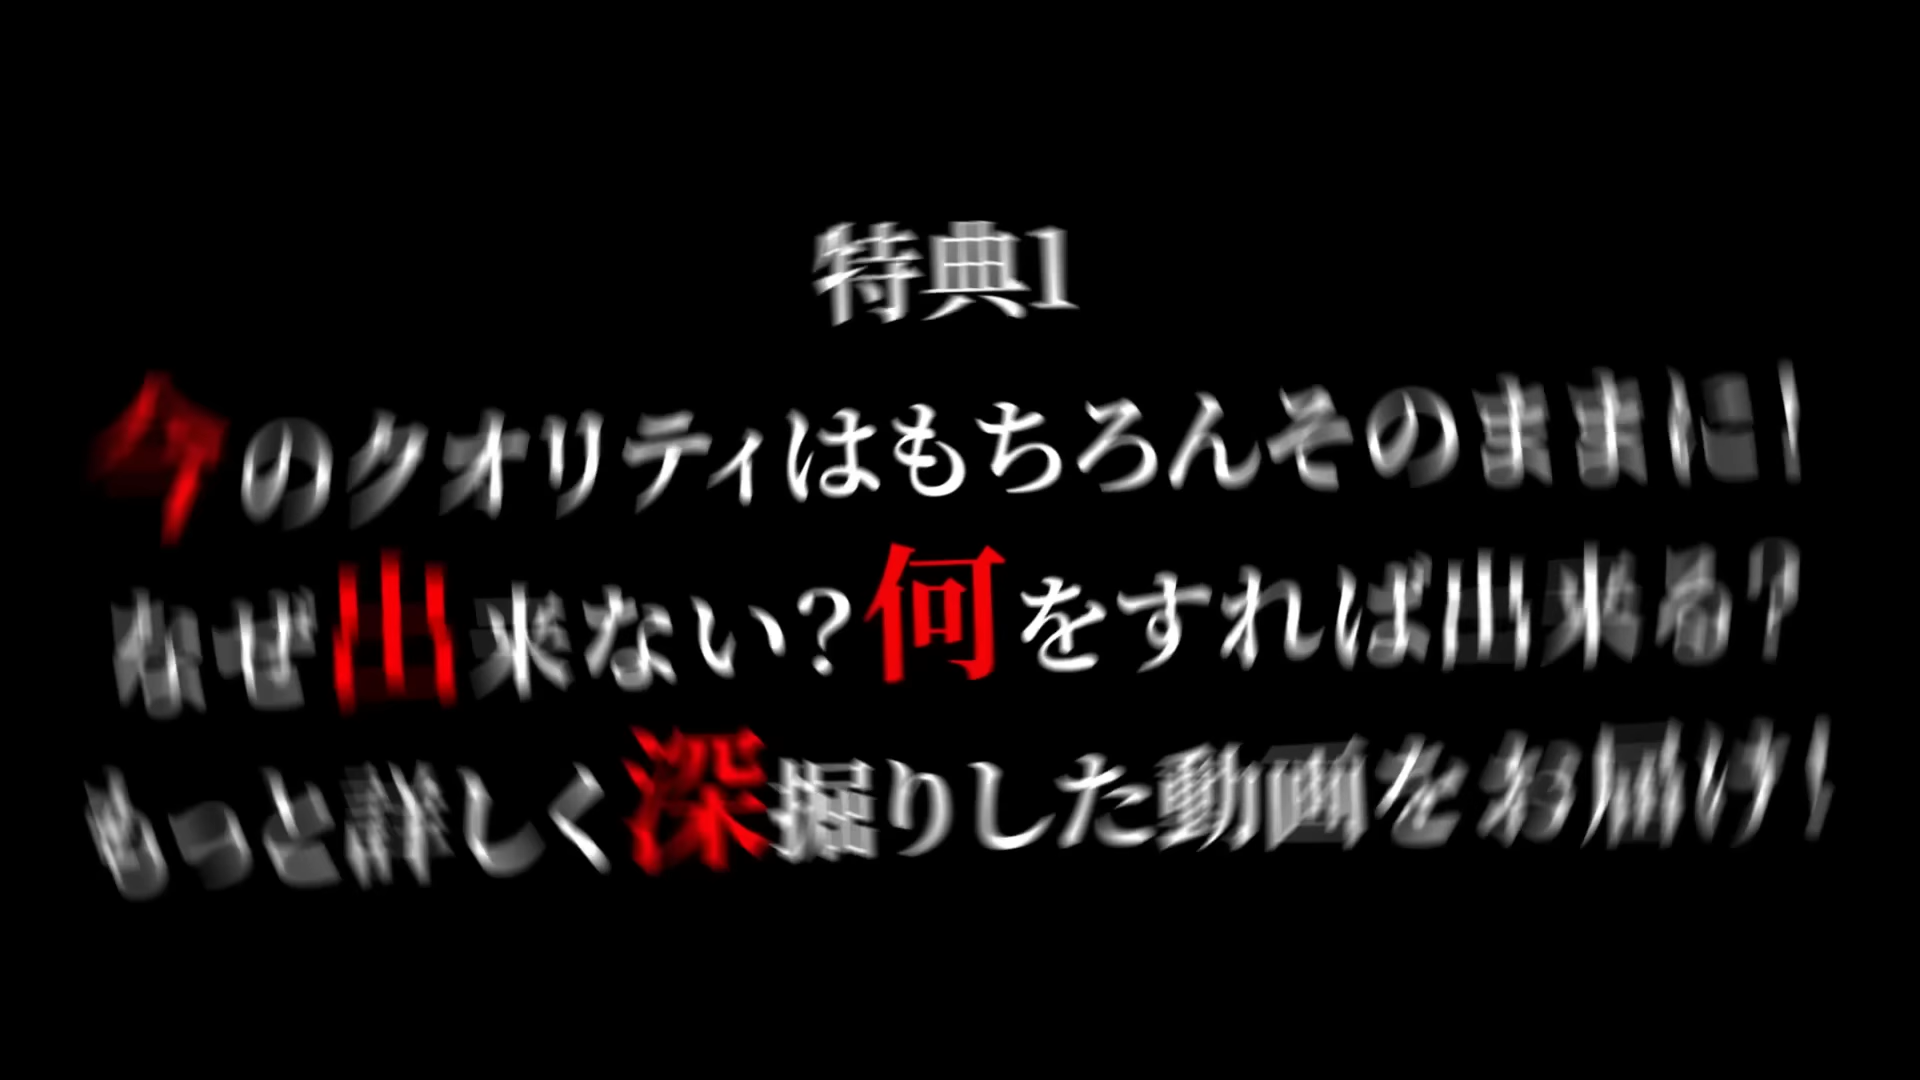 特典1
今のクオリティはもちろんそのままに!
なぜ出来ない?何をすれば出来る?
もっと詳しく深掘りした動画をお届け!